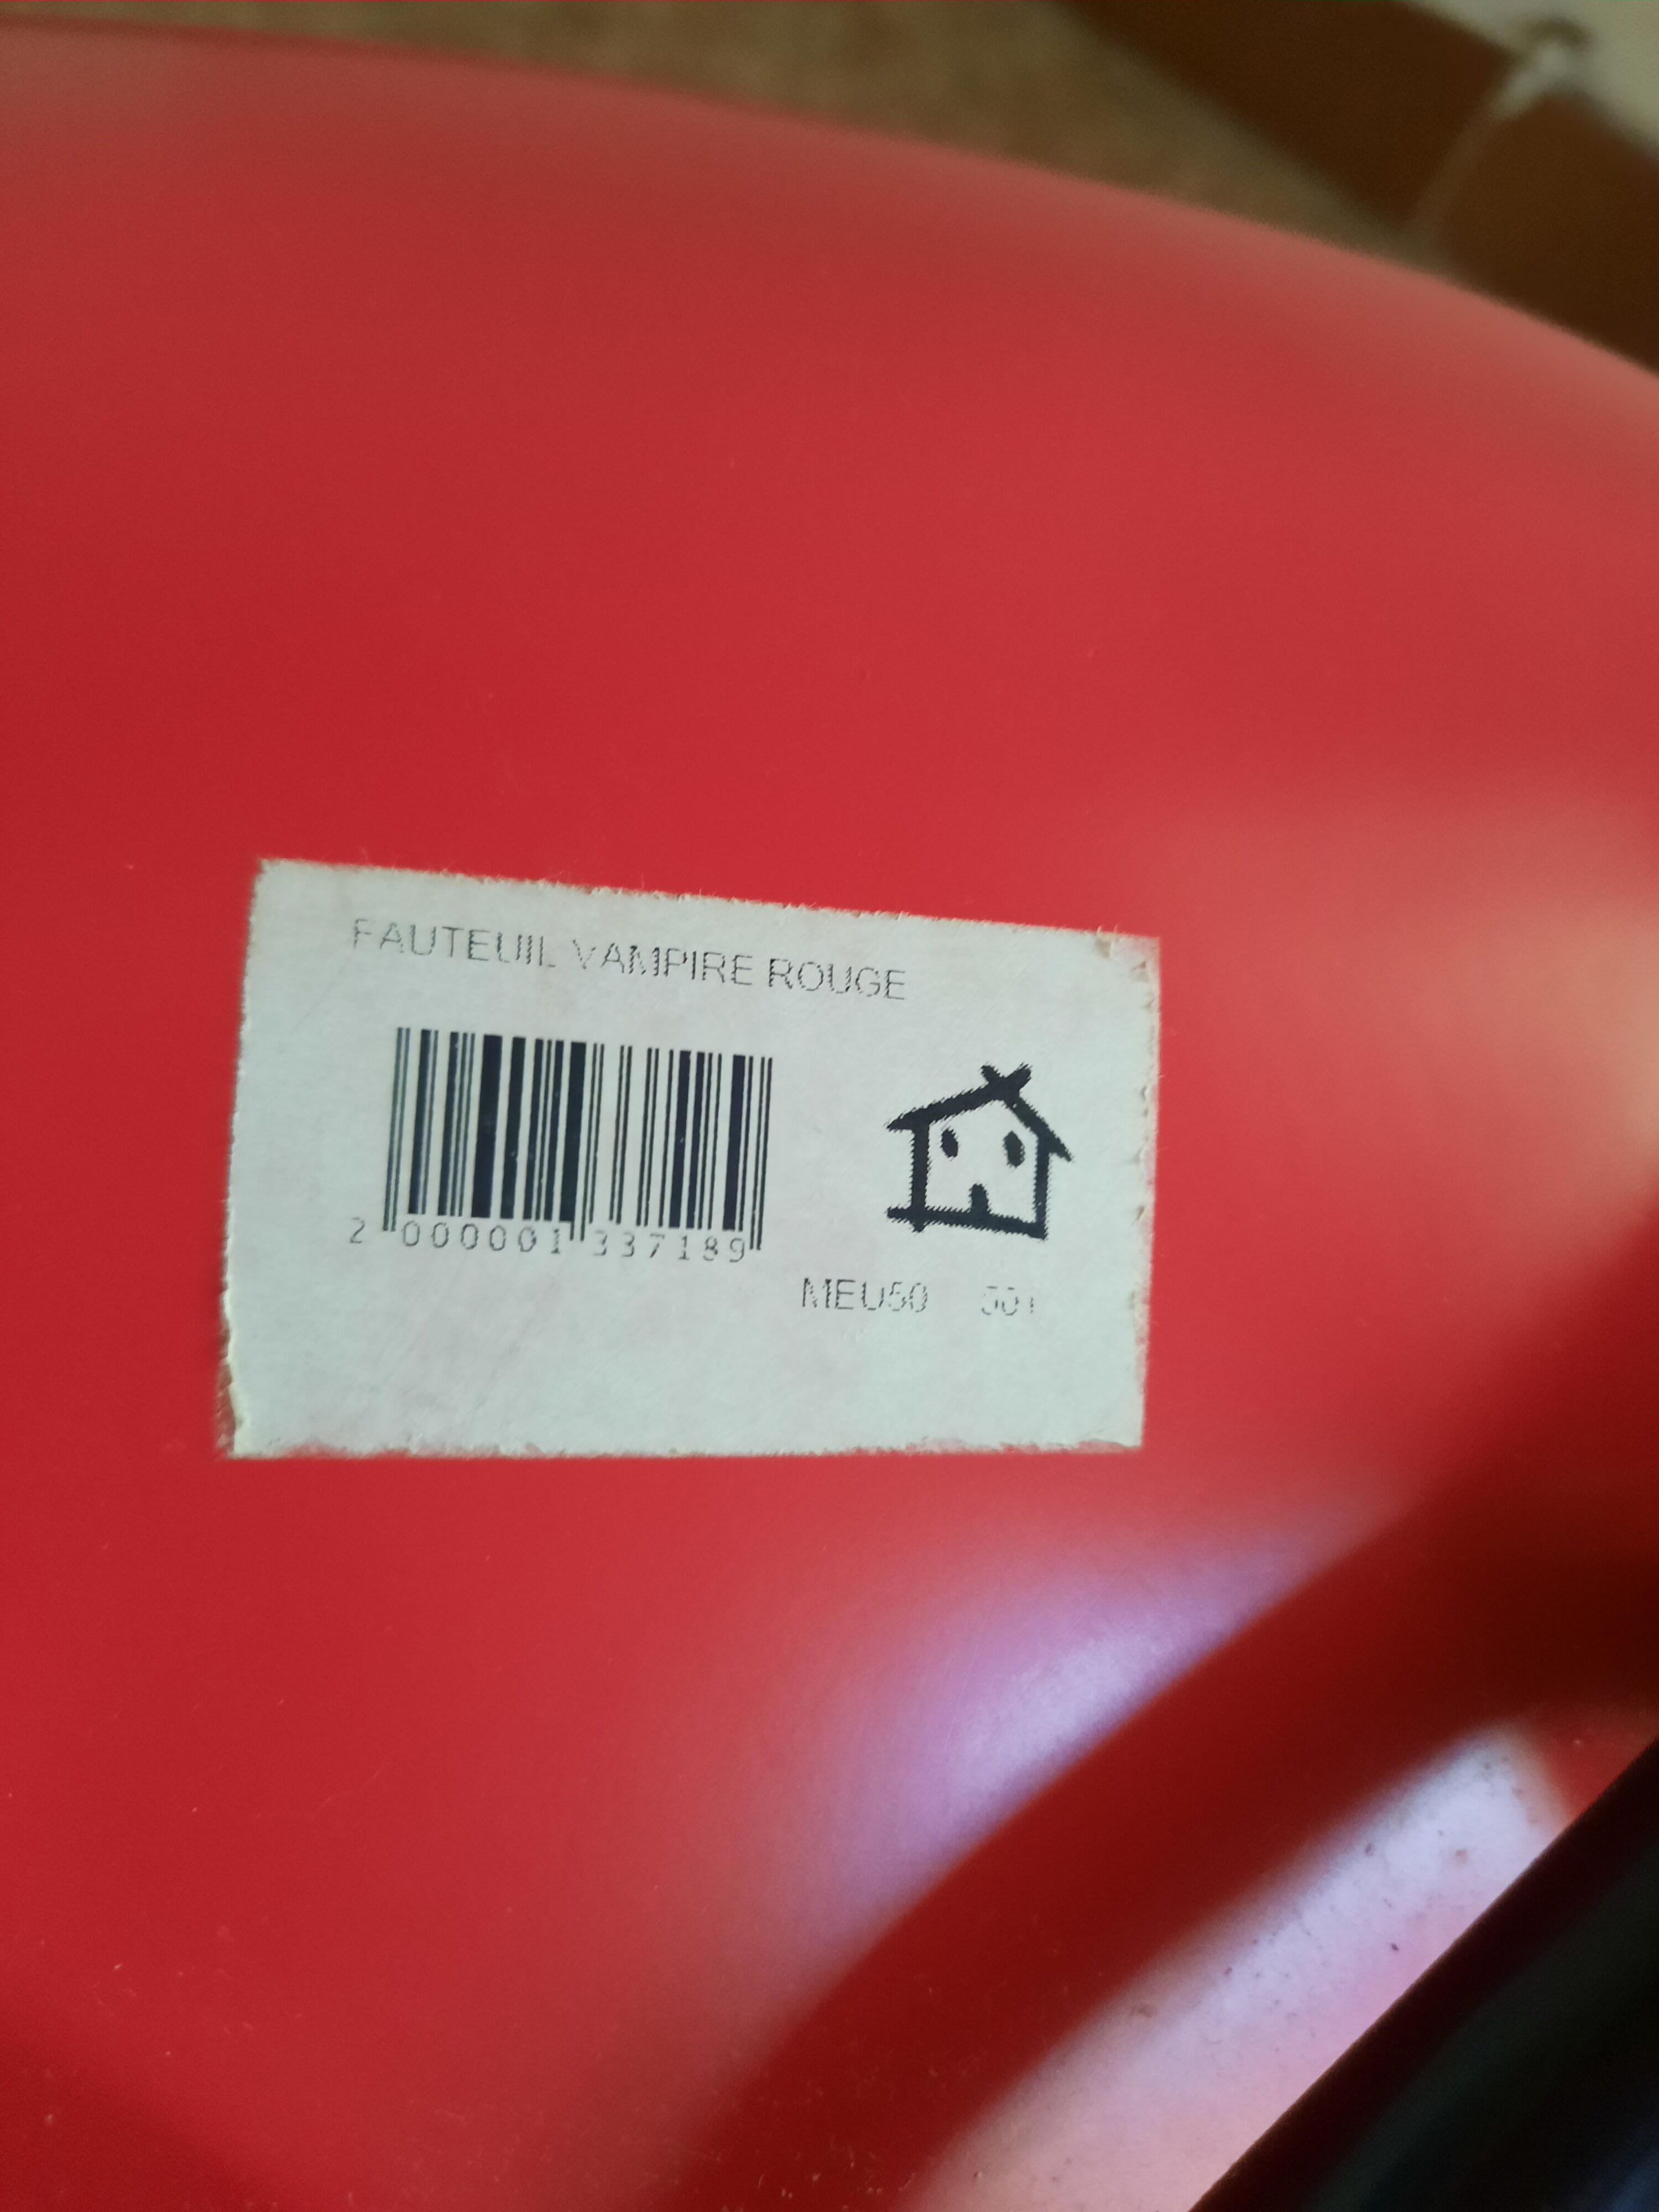 FAUTEUIL VAMPIRE ROUGE
2 000001 337189
MEU50